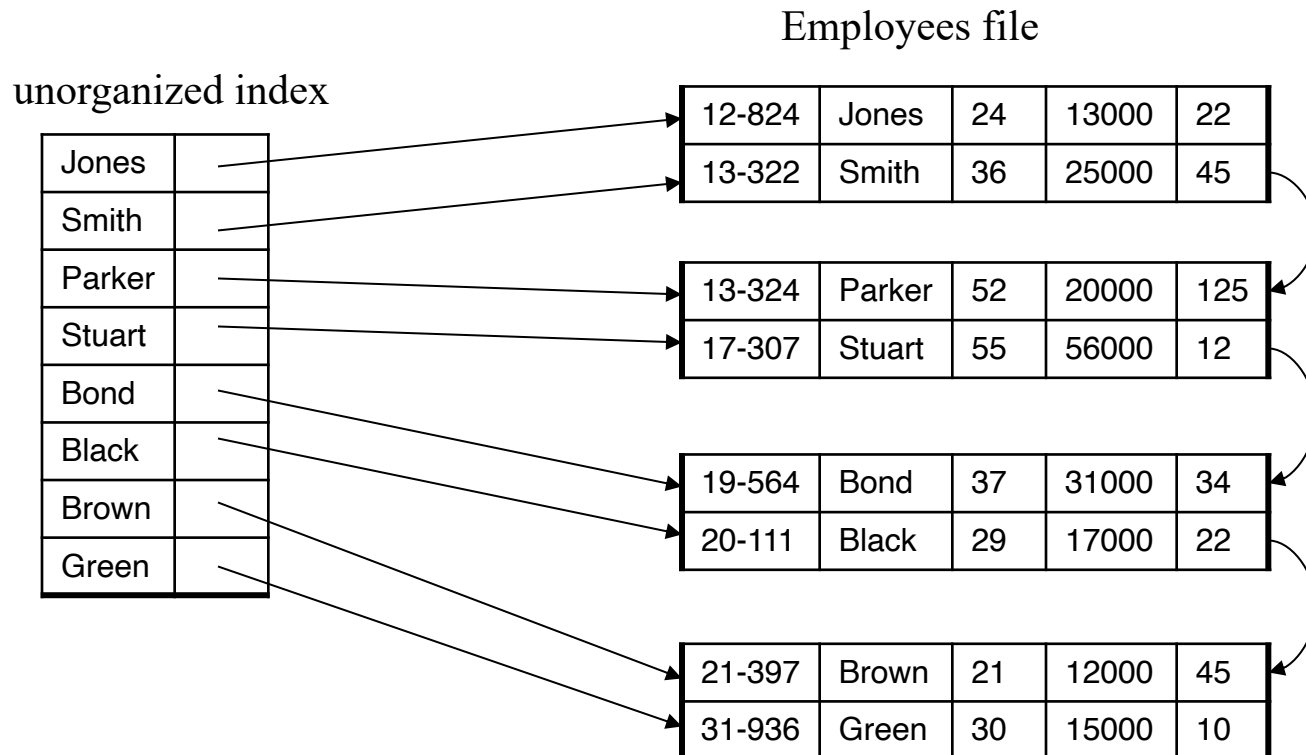 Employees file
unorganized index
Jones
Smith
Parker
Stuart
Bond
Black
Brown
Green
12-824 Jones 24 13000 22
13-322 Smith 36 25000 45
13-324 Parker 52 20000 125
17-307 Stuart 55 56000 12
19-564 Bond 37 31000 34
20-111 Black 29 17000 22
21-397 Brown 21 12000 45
31-936 Green 30 15000 10